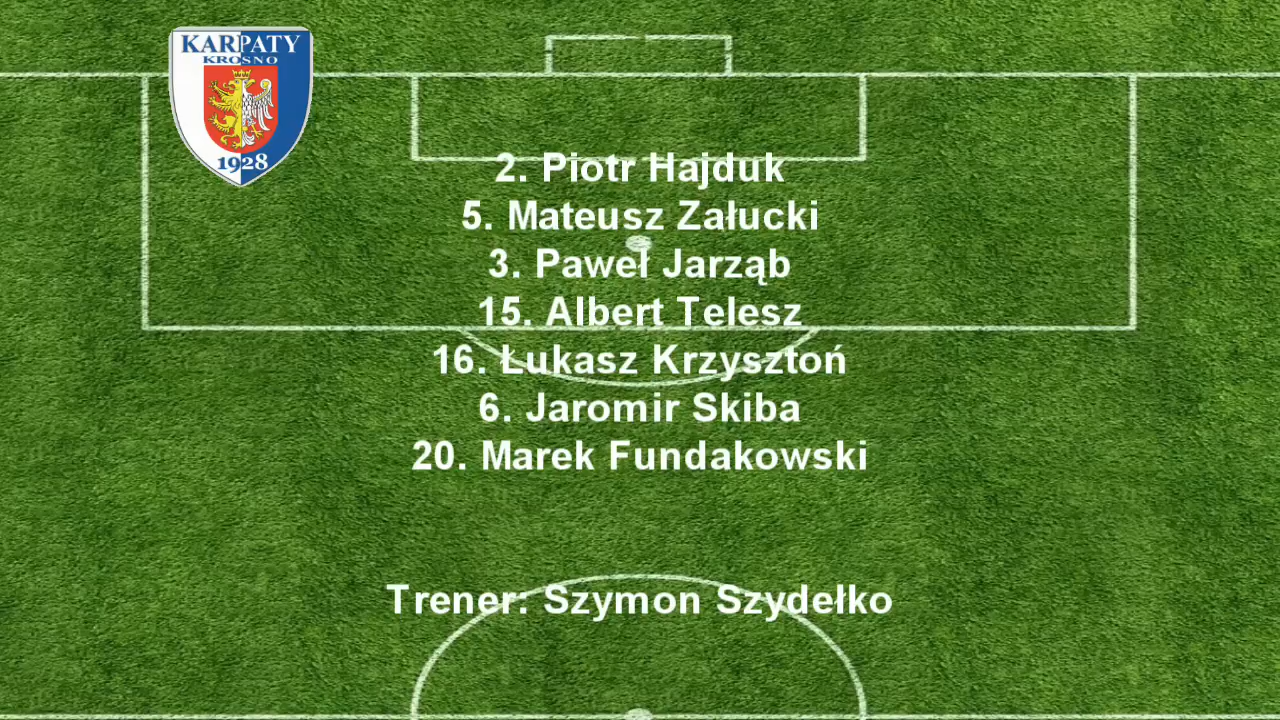 KARPATY
KROSNO
1928
2. Piotr Hajduk
5. Mateusz Załucki
3. Paweł Jarząb
15. Albert Telesz
16. Łukasz Krzysztoń
6. Jaromir Skiba
20. Marek Fundakowski
Trener: Szymon Szydełko